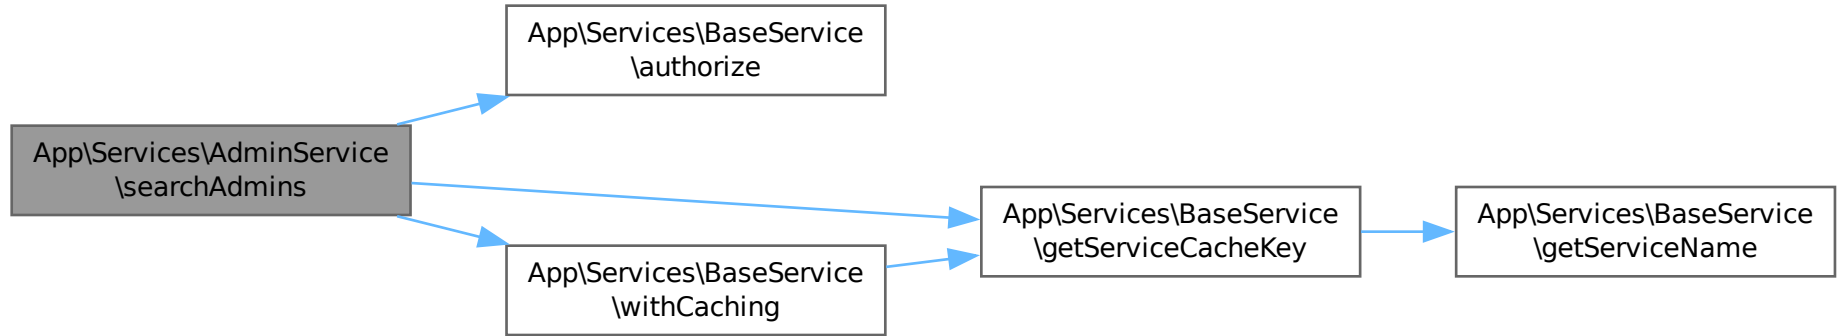 App\Services\BaseService
\authorize
App\Services\AdminService
\searchAdmins
App\Services\BaseService
\getServiceCacheKey
App\Services\BaseService
\getServiceName
App\Services\BaseService
\withCaching